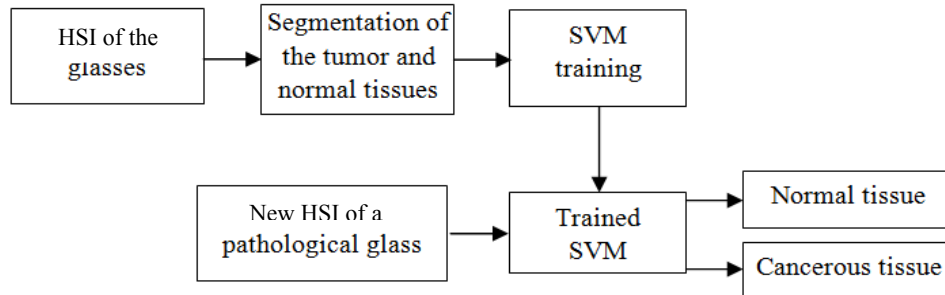 HSI of the
glasses
Segmentation of
the tumor and
normal tissues
SVM
training
New HSI of a
pathological glass
Trained
SVM
Normal tissue
Cancerous tissue